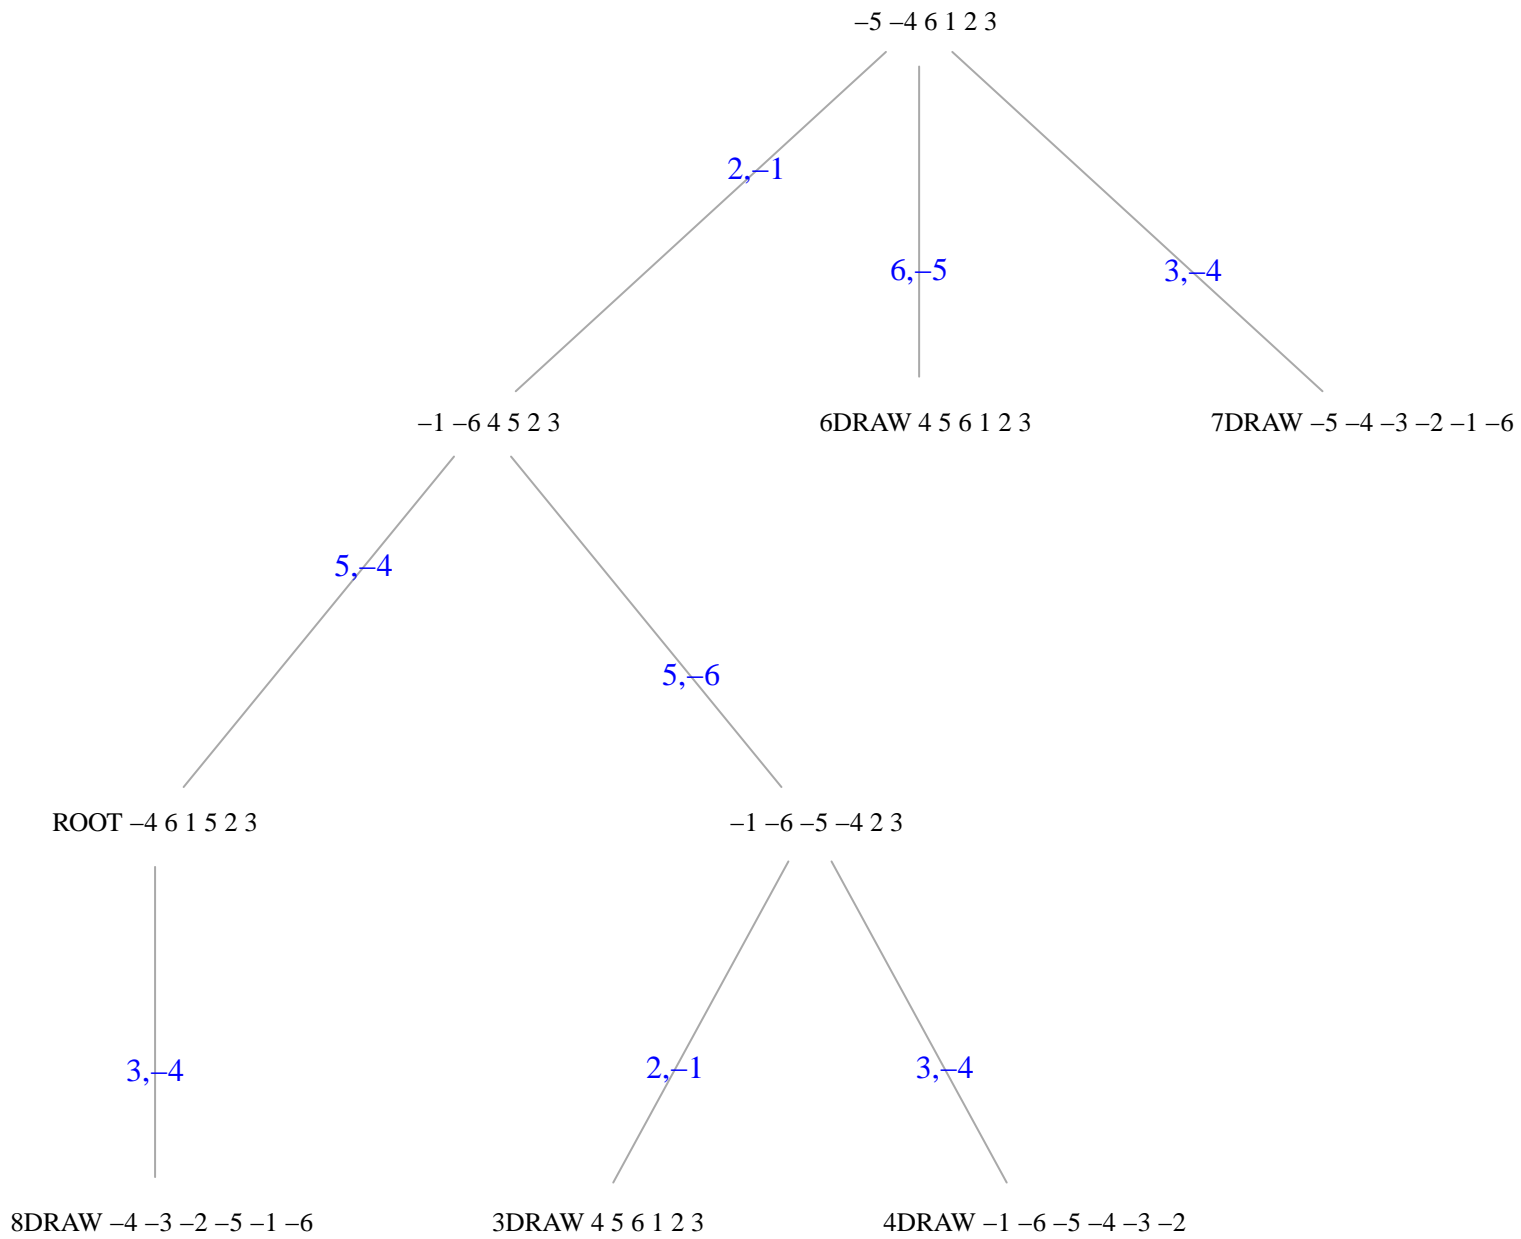 –5 –4 6 1 2 3
2,–1
6,–5
3,–4
–1 –6 4 5 2 3
6DRAW 4 5 6 1 2 3
7DRAW –5 –4 –3 –2 –1 –6
5,–4
5,–6
ROOT –4 6 1 5 2 3
–1 –6 –5 –4 2 3
3,–4
2,–1
3,–4
8DRAW –4 –3 –2 –5 –1 –6
3DRAW 4 5 6 1 2 3
4DRAW –1 –6 –5 –4 –3 –2